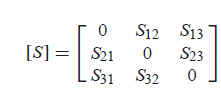 [S] =
0 S12 S13
S21 0 S23
S31 S32 0